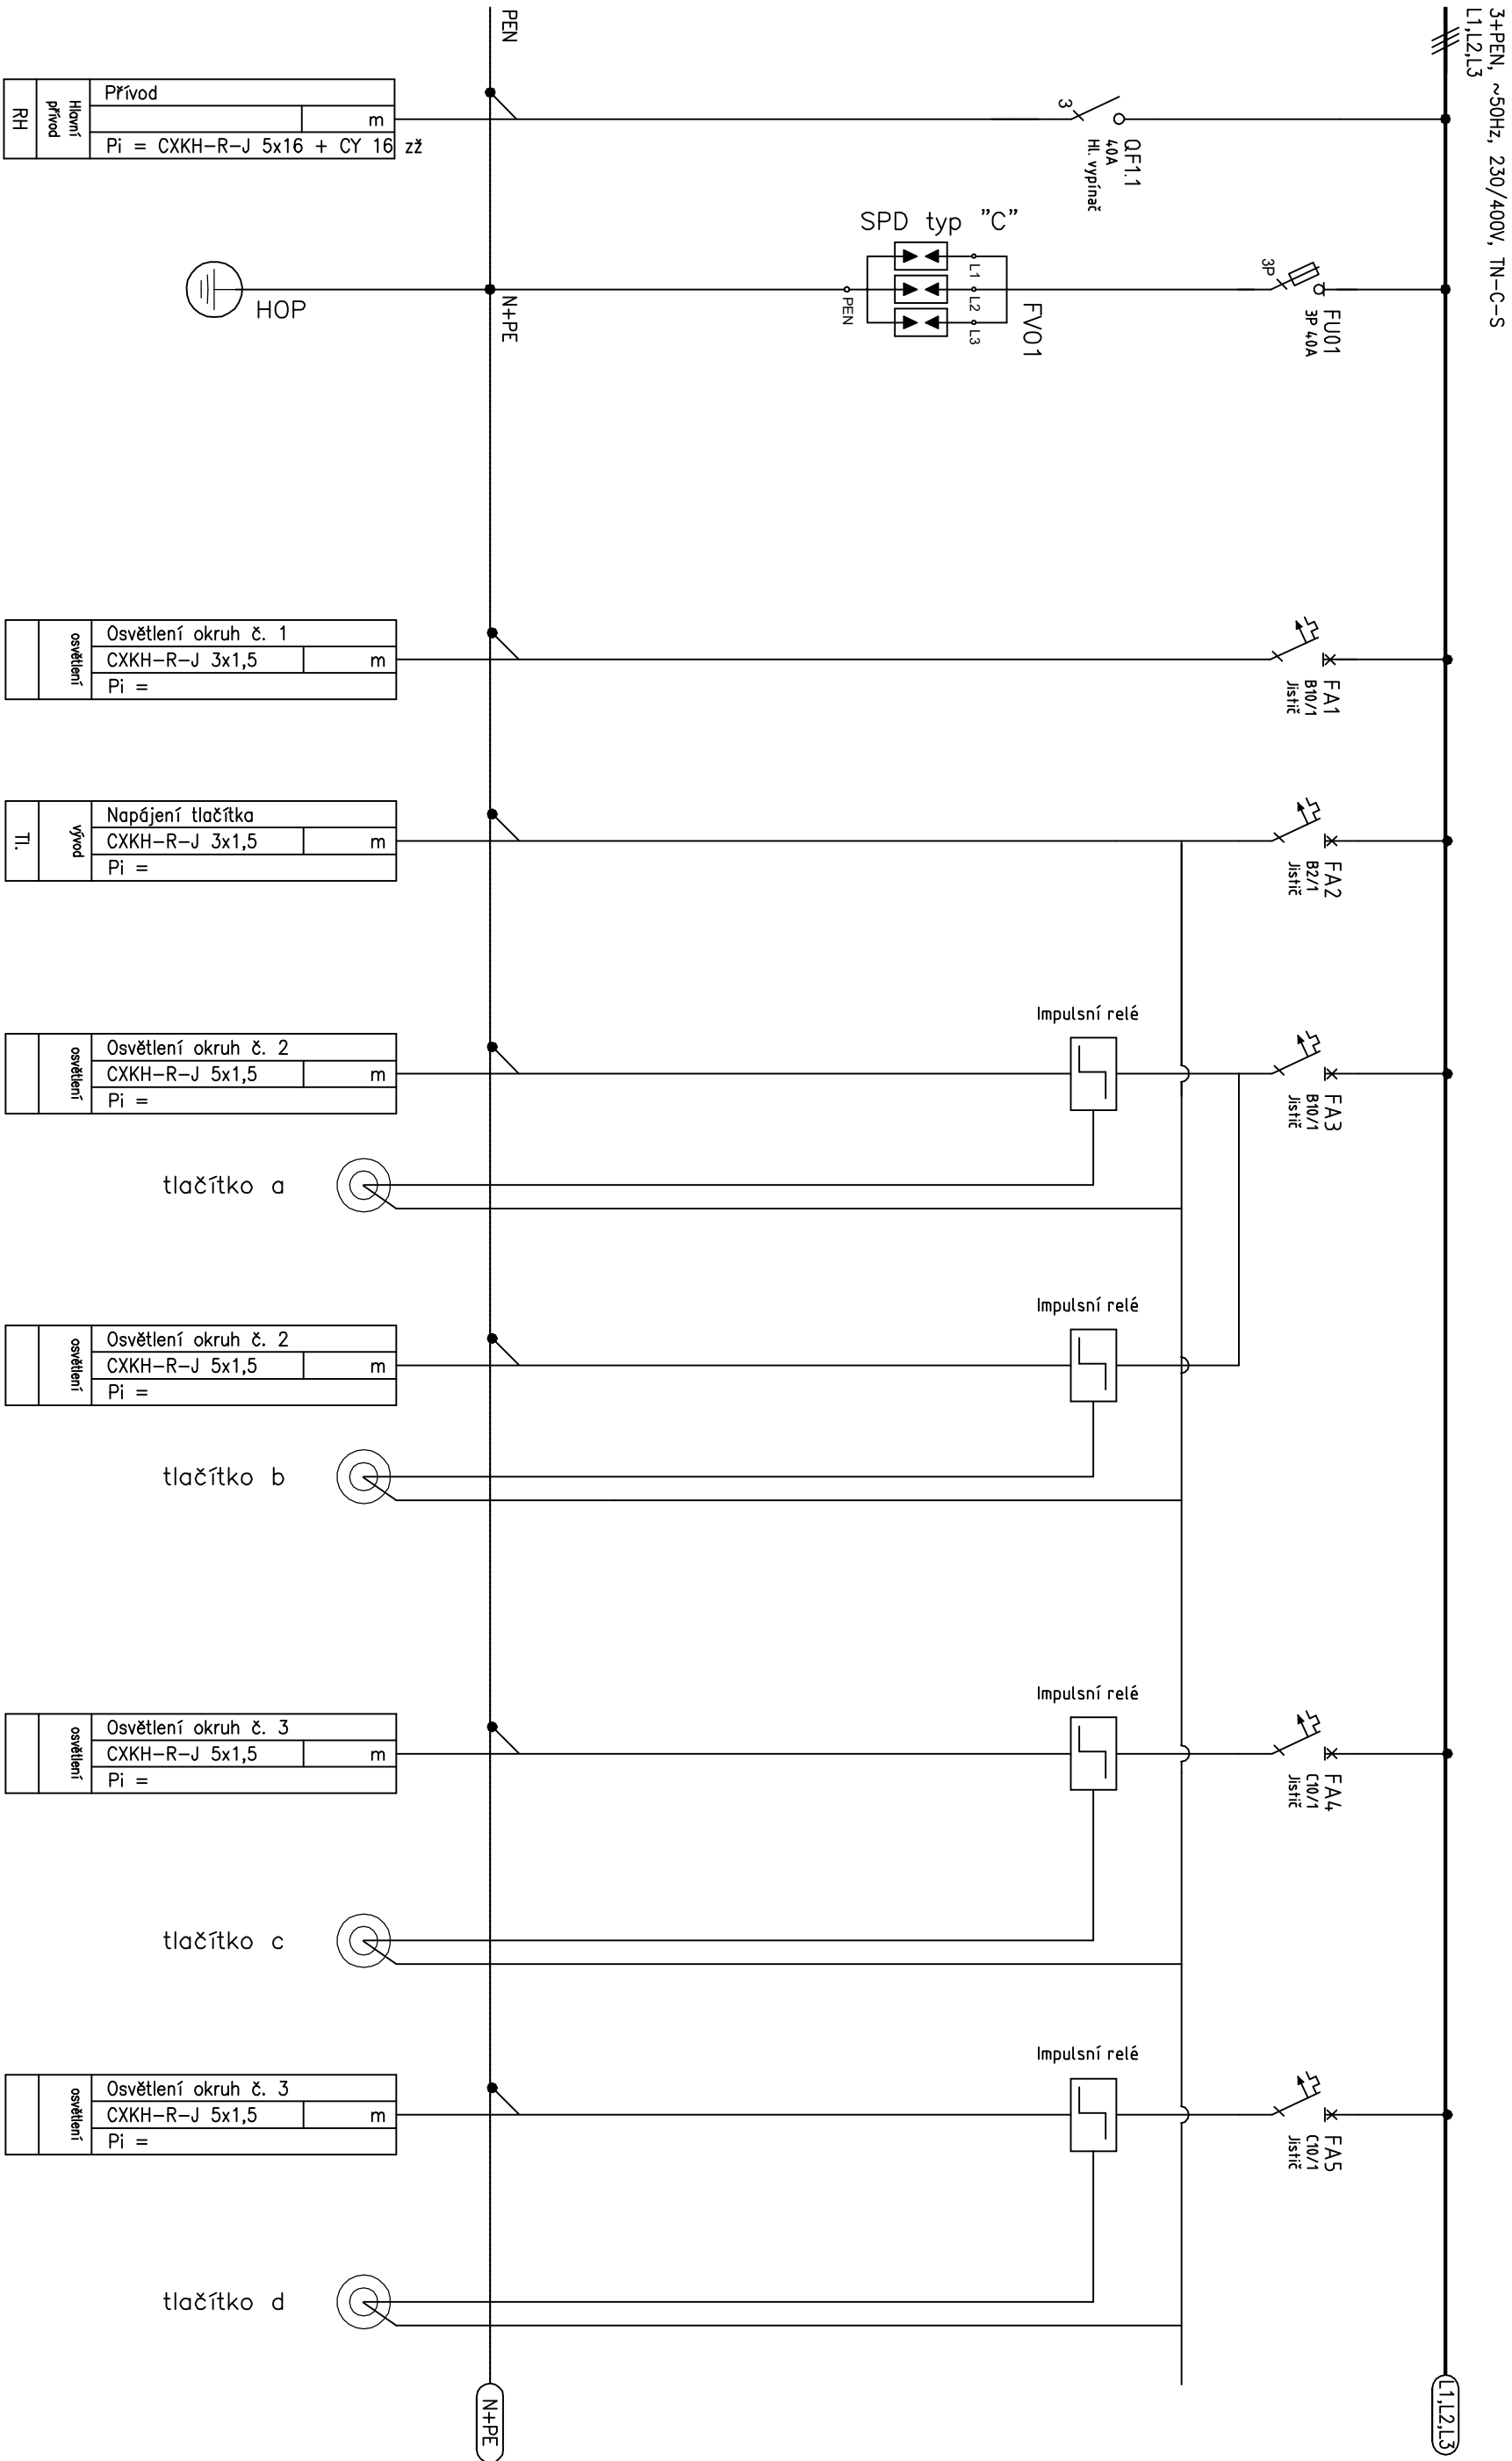 3+PEN, ~50Hz, 230/400V, TN-C-S
L1,L2,L3
PEN
Přívod
m
Pi = CXKH-R-J 5x16 + CY 16 zž
Hlavní
přívod
RH
3
QF1.1
40A
Hl. vypínač
SPD typ "C"
L1
L2
L3
PEN
FV01
3P
FU01
3P 40A
HOP
N+PE
Osvětlení okruh č. 1
CXKH-R-J 3x1,5
m
Pi =
osvětlení
FA1
B10/1
Jistič
Napájení tlačítka
CXKH-R-J 3x1,5
m
Pi =
vývod
Tl.
FA2
B2/1
Jistič
Impulsní relé
Osvětlení okruh č. 2
CXKH-R-J 5x1,5
m
Pi =
osvětlení
FA3
B10/1
Jistič
tlačítko a
Impulsní relé
Osvětlení okruh č. 2
CXKH-R-J 5x1,5
m
Pi =
osvětlení
tlačítko b
Impulsní relé
Osvětlení okruh č. 3
CXKH-R-J 5x1,5
m
Pi =
osvětlení
FA4
C10/1
Jistič
tlačítko c
Impulsní relé
Osvětlení okruh č. 3
CXKH-R-J 5x1,5
m
Pi =
osvětlení
FA5
C10/1
Jistič
tlačítko d
N+PE
L1,L2,L3